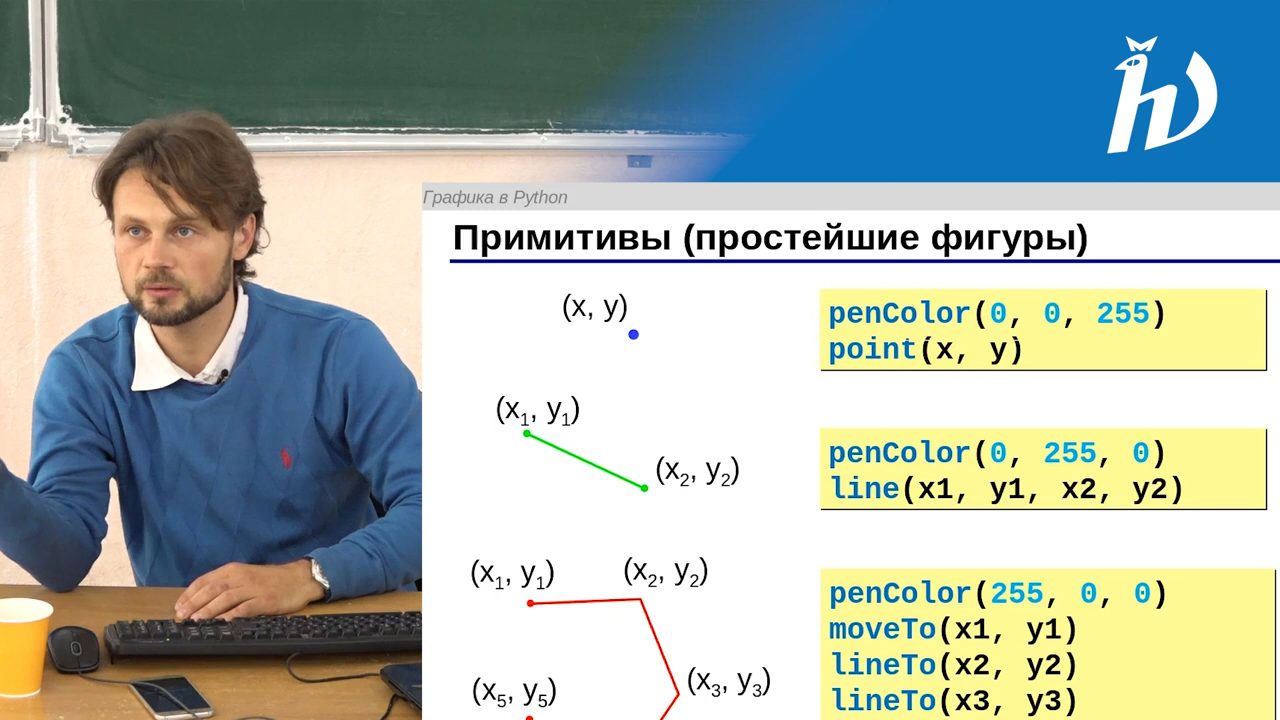 Графика в Python
Примитивы (простейшие фигуры)
(x, y)
penColor(0, 0, 255)
point(x, y)
(x1, y1)
(x2, y2)
penColor(0, 255, 0)
line(x1, y1, x2, y2)
(x1, y1)
(x2, y2)
(x3, y3)
(x5, y5)
penColor(255, 0, 0)
moveTo(x1, y1)
lineTo(x2, y2)
lineTo(x3, y3)